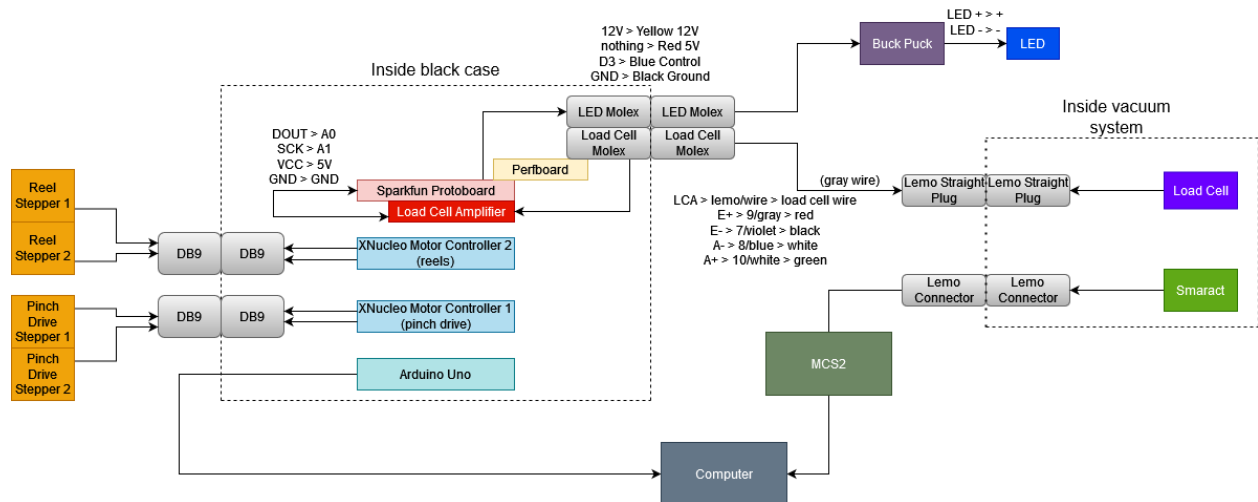 12V > Yellow 12V
nothing > Red 5V
D3 > Blue Control
GND > Black Ground
LED + > +
LED - > -
Buck Puck
LED
Inside black case
LED Molex
LED Molex
Load Cell
Molex
Load Cell
Molex
Inside vacuum
system
DOUT > A0
SCK > A1
VCC > 5V
GND > GND
Perfboard
Sparkfun Protoboard
Load Cell Amplifier
(gray wire)
Lemo Straight
Plug
Lemo Straight
Plug
Load Cell
LCA > lemo/wire > load cell wire
E+ > 9/gray > red
E- > 7/violet > black
A- > 8/blue > white
A+ > 10/white > green
Reel
Stepper 1
Reel
Stepper 2
DB9
DB9
XNucleo Motor Controller 2
(reels)
Lemo
Connector
Lemo
Connector
Smaract
Pinch
Drive
Stepper 1
Pinch
Drive
Stepper 2
DB9
DB9
XNucleo Motor Controller 1
(pinch drive)
Arduino Uno
MCS2
Computer